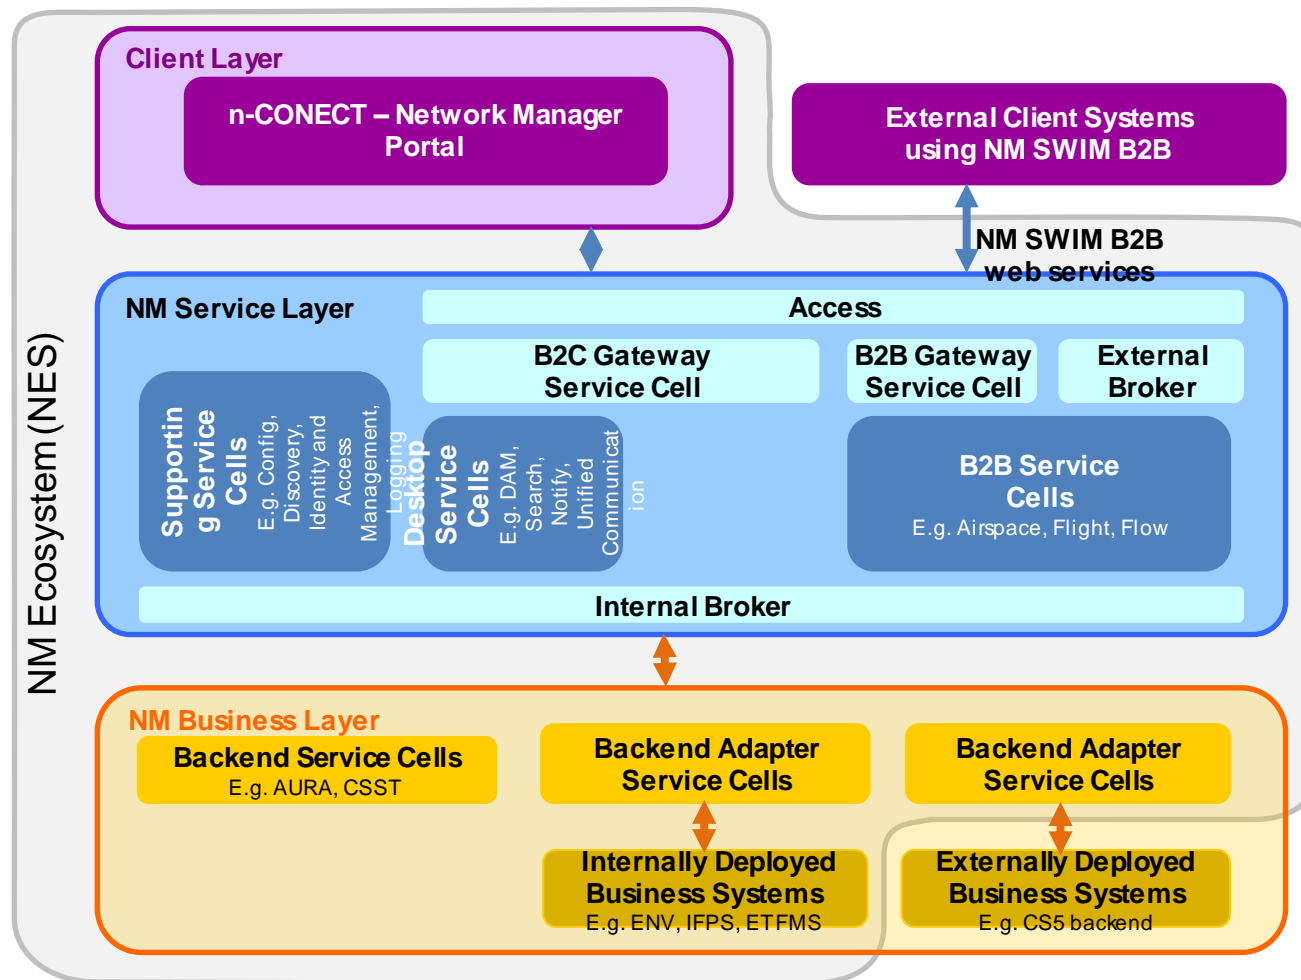 Client Layer
n-CONECT – Network Manager
Portal
External Client Systems
using NM SWIM B2B
NM SWIM B2B
web services
NM Ecosystem (NES)
NM Service Layer
Access
B2C Gateway
Service Cell
B2B Gateway
Service Cell
External
Broker
Supportin
g Service
Cells
E.g. Config,
Discovery,
Identity and
Access
Management,
Logging
Desktop
Service
Cells
E.g. DAM,
Search,
Notify,
Unified
Communicat
ion
B2B Service
Cells
E.g. Airspace, Flight, Flow
Internal Broker
NM Business Layer
Backend Service Cells
E.g. AURA, CSST
Backend Adapter
Service Cells
Backend Adapter
Service Cells
Internally Deployed
Business Systems
E.g. ENV, IFPS, ETFMS
Externally Deployed
Business Systems
E.g. CS5 backend